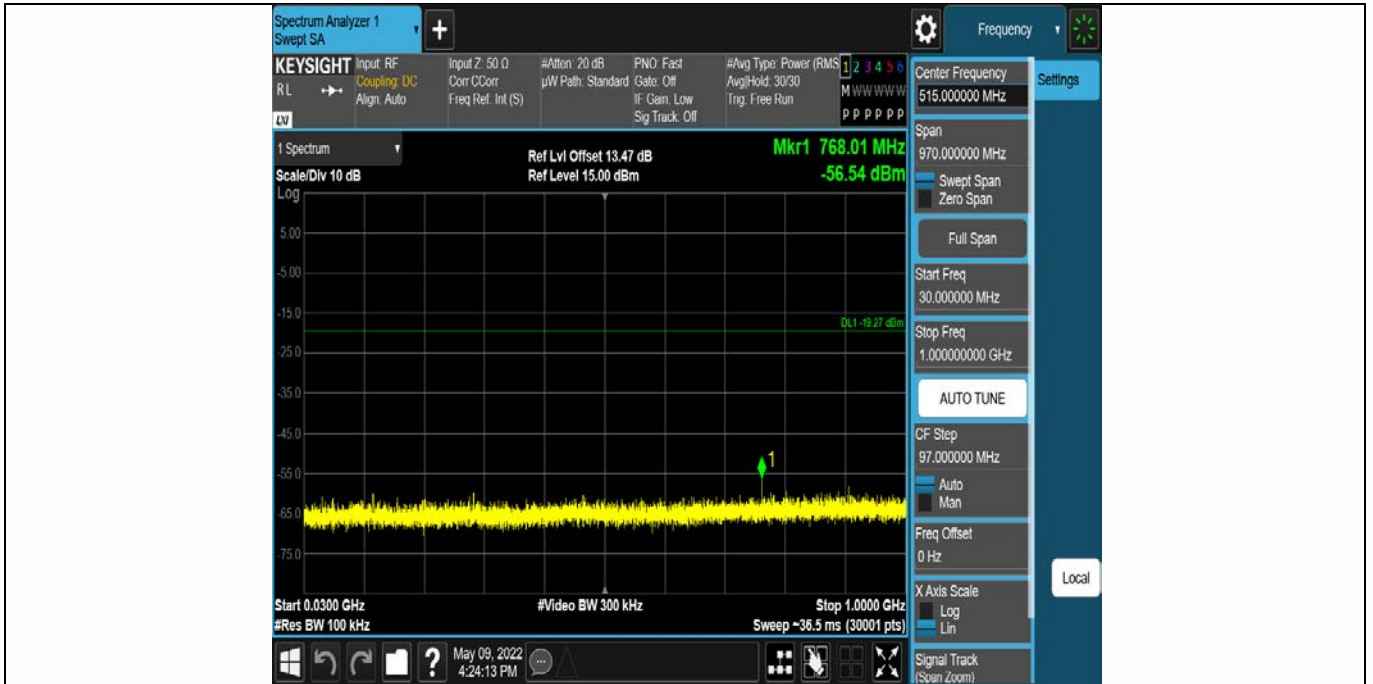 Spectrum Analyzer 1
Swept SA
+
Frequency
KEYSIGHT
RL
LXI
Input: RF
Coupling: DC
Align: Auto
Input Z: 50 Ω
Corr CCorr
Freq Ref: Int (S)
#Atten: 20 dB
µW Path: Standard
PNO: Fast
Gate: Off
IF Gain: Low
Sig Track: Off
#Avg Type: Power (RMS
Avg|Hold: 30/30
Trig: Free Run
1 2 3 4 5 6
M W W W W W
P P P P P P
1 Spectrum
Scale/Div 10 dB
Ref Lvl Offset 13.47 dB
Ref Level 15.00 dBm
Mkr1 768.01 MHz
-56.54 dBm
Log
5.00
-5.00
-15.0
DL1 -19.27 dBm
-25.0
-35.0
-45.0
1
-55.0
-65.0
-75.0
Start 0.0300 GHz
#Video BW 300 kHz
Stop 1.0000 GHz
#Res BW 100 kHz
Sweep ~36.5 ms (30001 pts)
?
May 09, 2022
4:24:13 PM
Center Frequency
515.000000 MHz
Settings
Span
970.000000 MHz
Swept Span
Zero Span
Full Span
Start Freq
30.000000 MHz
Stop Freq
1.000000000 GHz
AUTO TUNE
CF Step
97.000000 MHz
Auto
Man
Freq Offset
0 Hz
Local
X Axis Scale
Log
Lin
Signal Track
(Span Zoom)